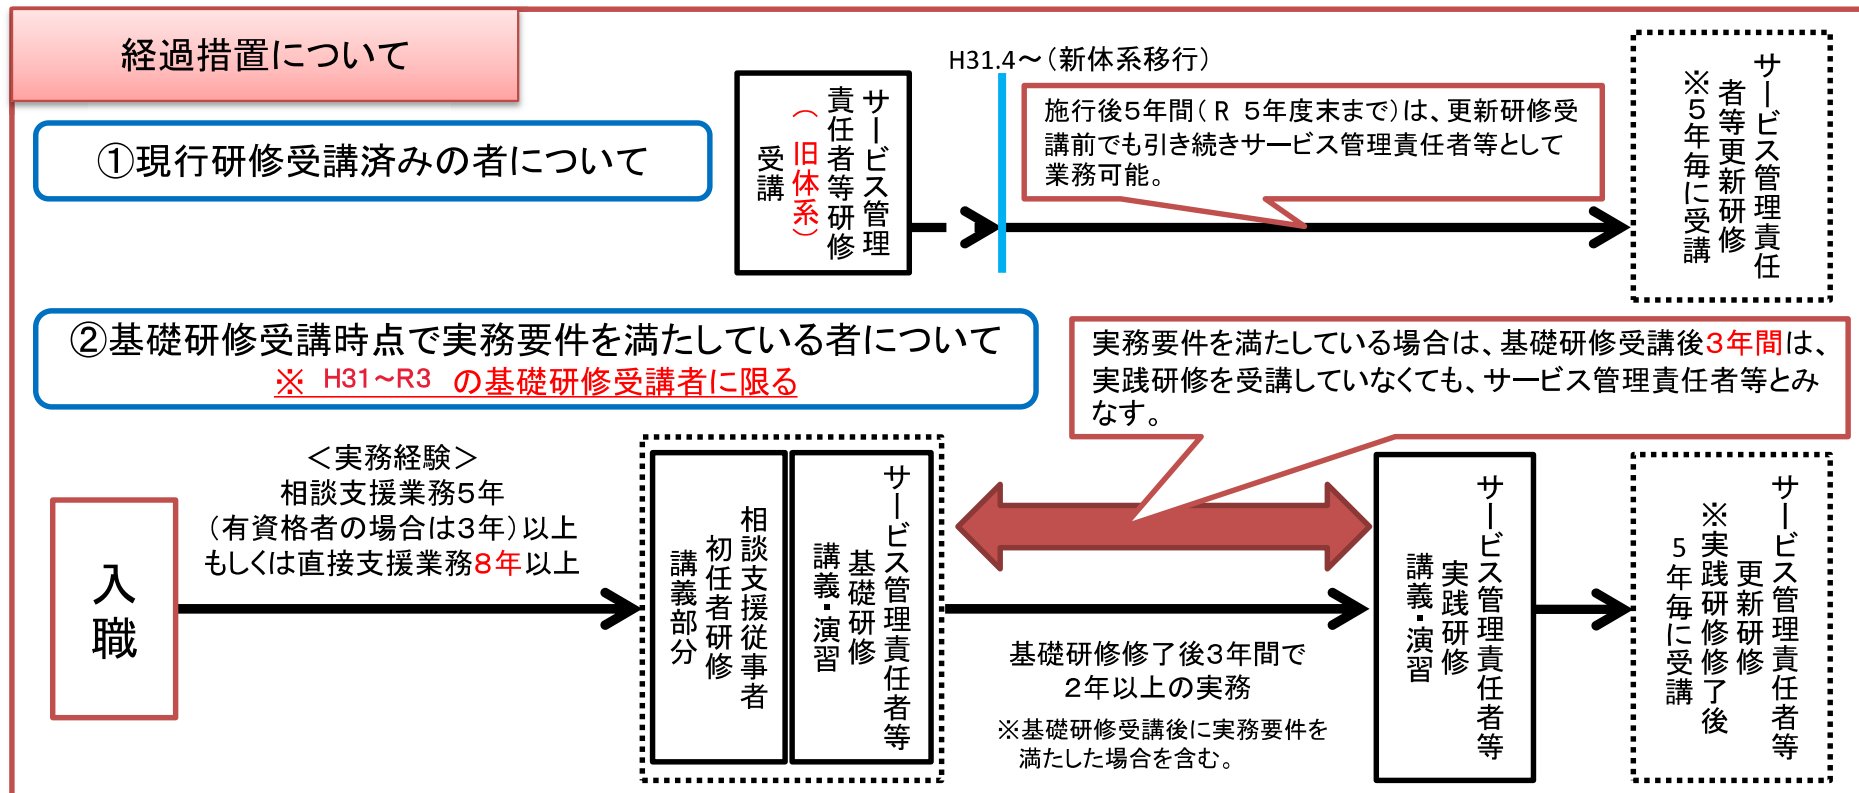 経過措置について
H31.4～（新体系移行）
①現行研修受講済みの者について
サービス管理
責任者等研修
（旧体系）
受講
施行後５年間（Ｒ ５年度末まで）は、更新研修受
講前でも引き続きサービス管理責任者等として
業務可能。
サービス管理責任
者等更新研修
※５年毎に受講
②基礎研修受講時点で実務要件を満たしている者について
※ H31～R3 の基礎研修受講者に限る
実務要件を満たしている場合は、基礎研修受講後３年間は、
実践研修を受講していなくても、サービス管理責任者等とみ
なす。
入職
＜実務経験＞
相談支援業務５年
（有資格者の場合は３年）以上
もしくは直接支援業務８年以上
相談支援従事者
初任者研修
講義部分
サービス管理責任者等
基礎研修
講義・演習
基礎研修修了後３年間で
２年以上の実務
※基礎研修受講後に実務要件を
満たした場合を含む。
サービス管理責任者等
実践研修
講義・演習
サービス管理責任者等
更新研修
※実践研修修了後
５年毎に受講